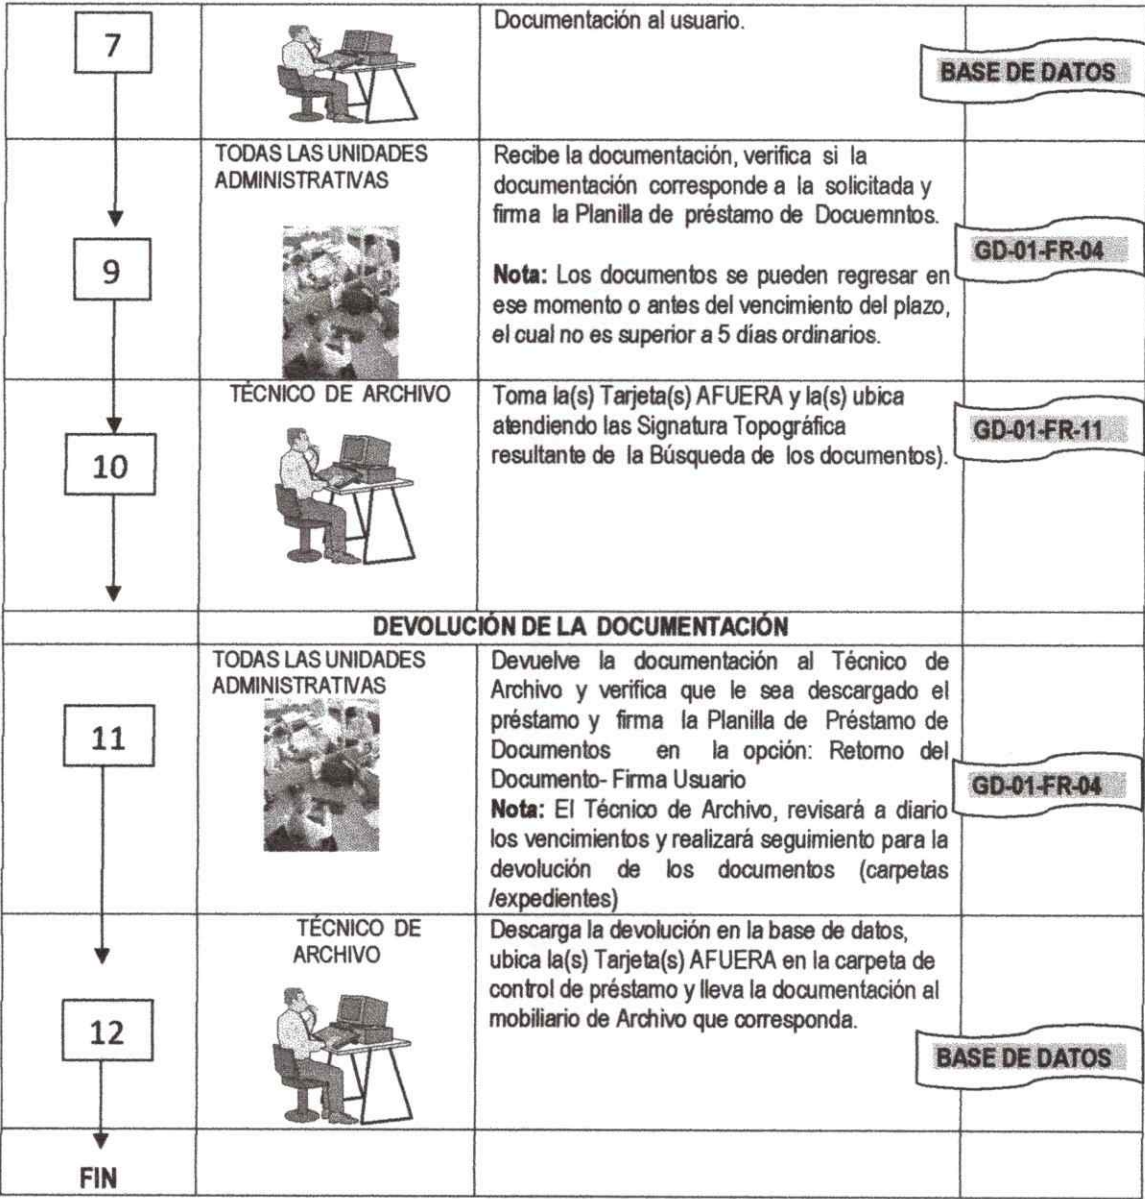 7
Documentación al usuario.
BASE DE DATOS
9
TODAS LAS UNIDADES
ADMINISTRATIVAS
Recibe la documentación, verifica si la
documentación corresponde a la solicitada y
firma la Planilla de préstamo de Docuemntos.
Nota: Los documentos se pueden regresar en
ese momento o antes del vencimiento del plazo,
el cual no es superior a 5 días ordinarios.
GD-01-FR-04
10
TÉCNICO DE ARCHIVO
Toma la(s) Tarjeta(s) AFUERA y la(s) ubica
atendiendo las Signatura Topográfica
resultante de la Búsqueda de los documentos).
GD-01-FR-11
DEVOLUCIÓN DE LA DOCUMENTACIÓN
11
TODAS LAS UNIDADES
ADMINISTRATIVAS
Devuelve la documentación al Técnico de
Archivo y verifica que le sea descargado el
préstamo y firma la Planilla de Préstamo de
Documentos en la opción: Retorno del
Documento- Firma Usuario
Nota: El Técnico de Archivo, revisará a diario
los vencimientos y realizará seguimiento para la
devolución de los documentos (carpetas
/expedientes)
GD-01-FR-04
12
TÉCNICO DE
ARCHIVO
Descarga la devolución en la base de datos,
ubica la(s) Tarjeta(s) AFUERA en la carpeta de
control de préstamo y lleva la documentación al
mobiliario de Archivo que corresponda.
BASE DE DATOS
FIN